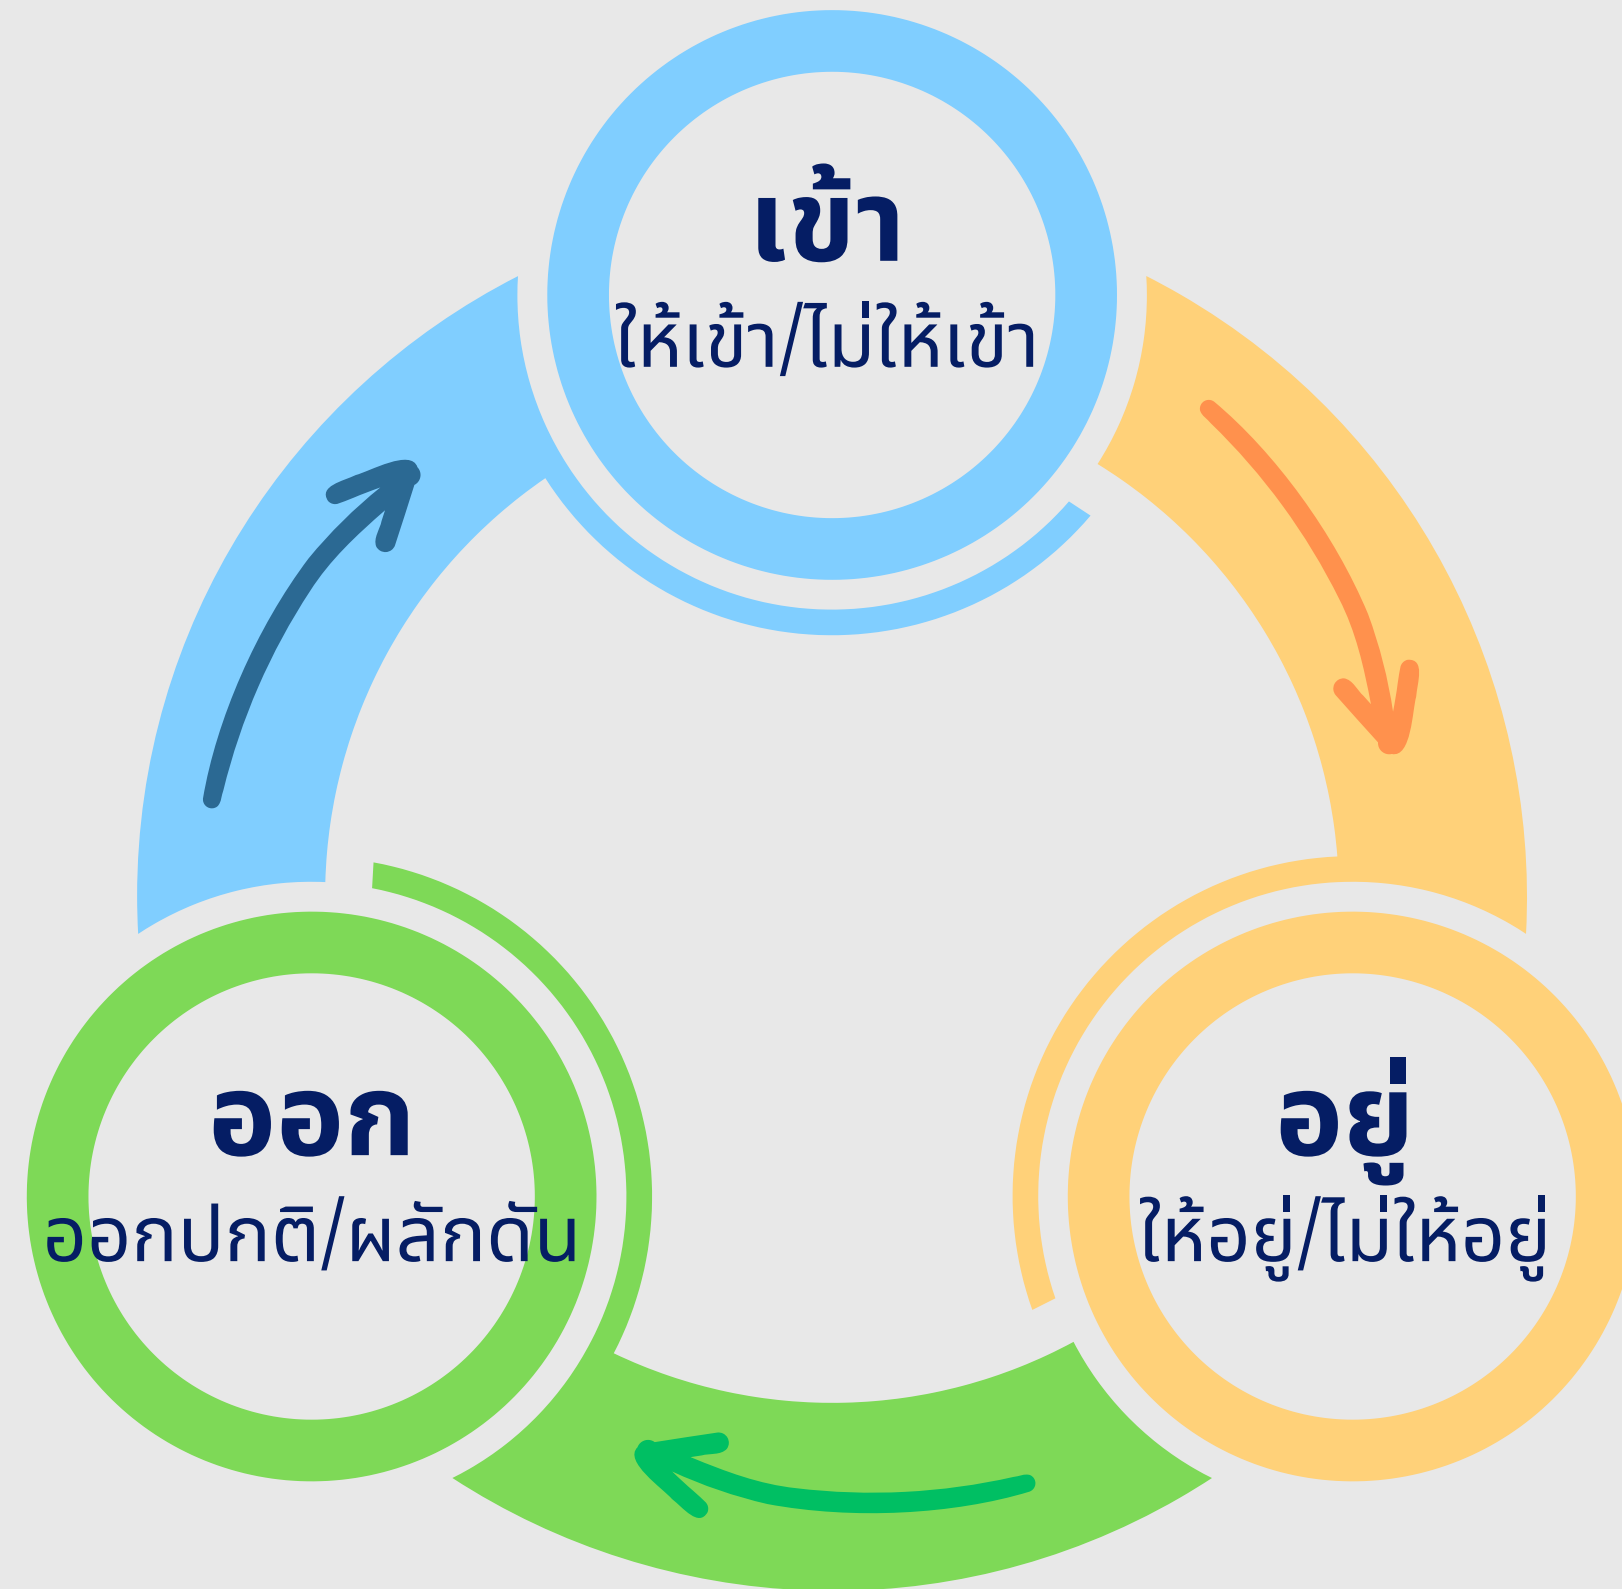 เข้า
ให้เข้า/ไม่ให้เข้า
ออก
ออกปกติ/ผลักดัน
อยู่
ให้อยู่/ไม่ให้อยู่